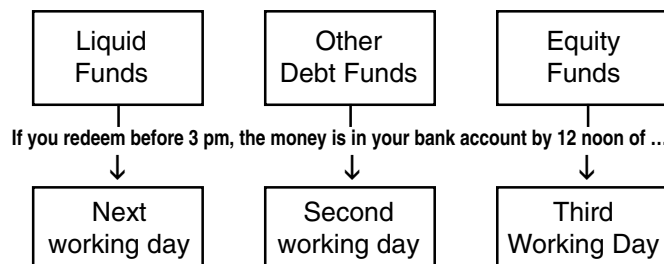 Liquid
Funds
Other
Debt Funds
Equity
Funds
If you redeem before 3 pm, the money is in your bank account by 12 noon of ...
Next
working day
Second
working day
Third
Working Day